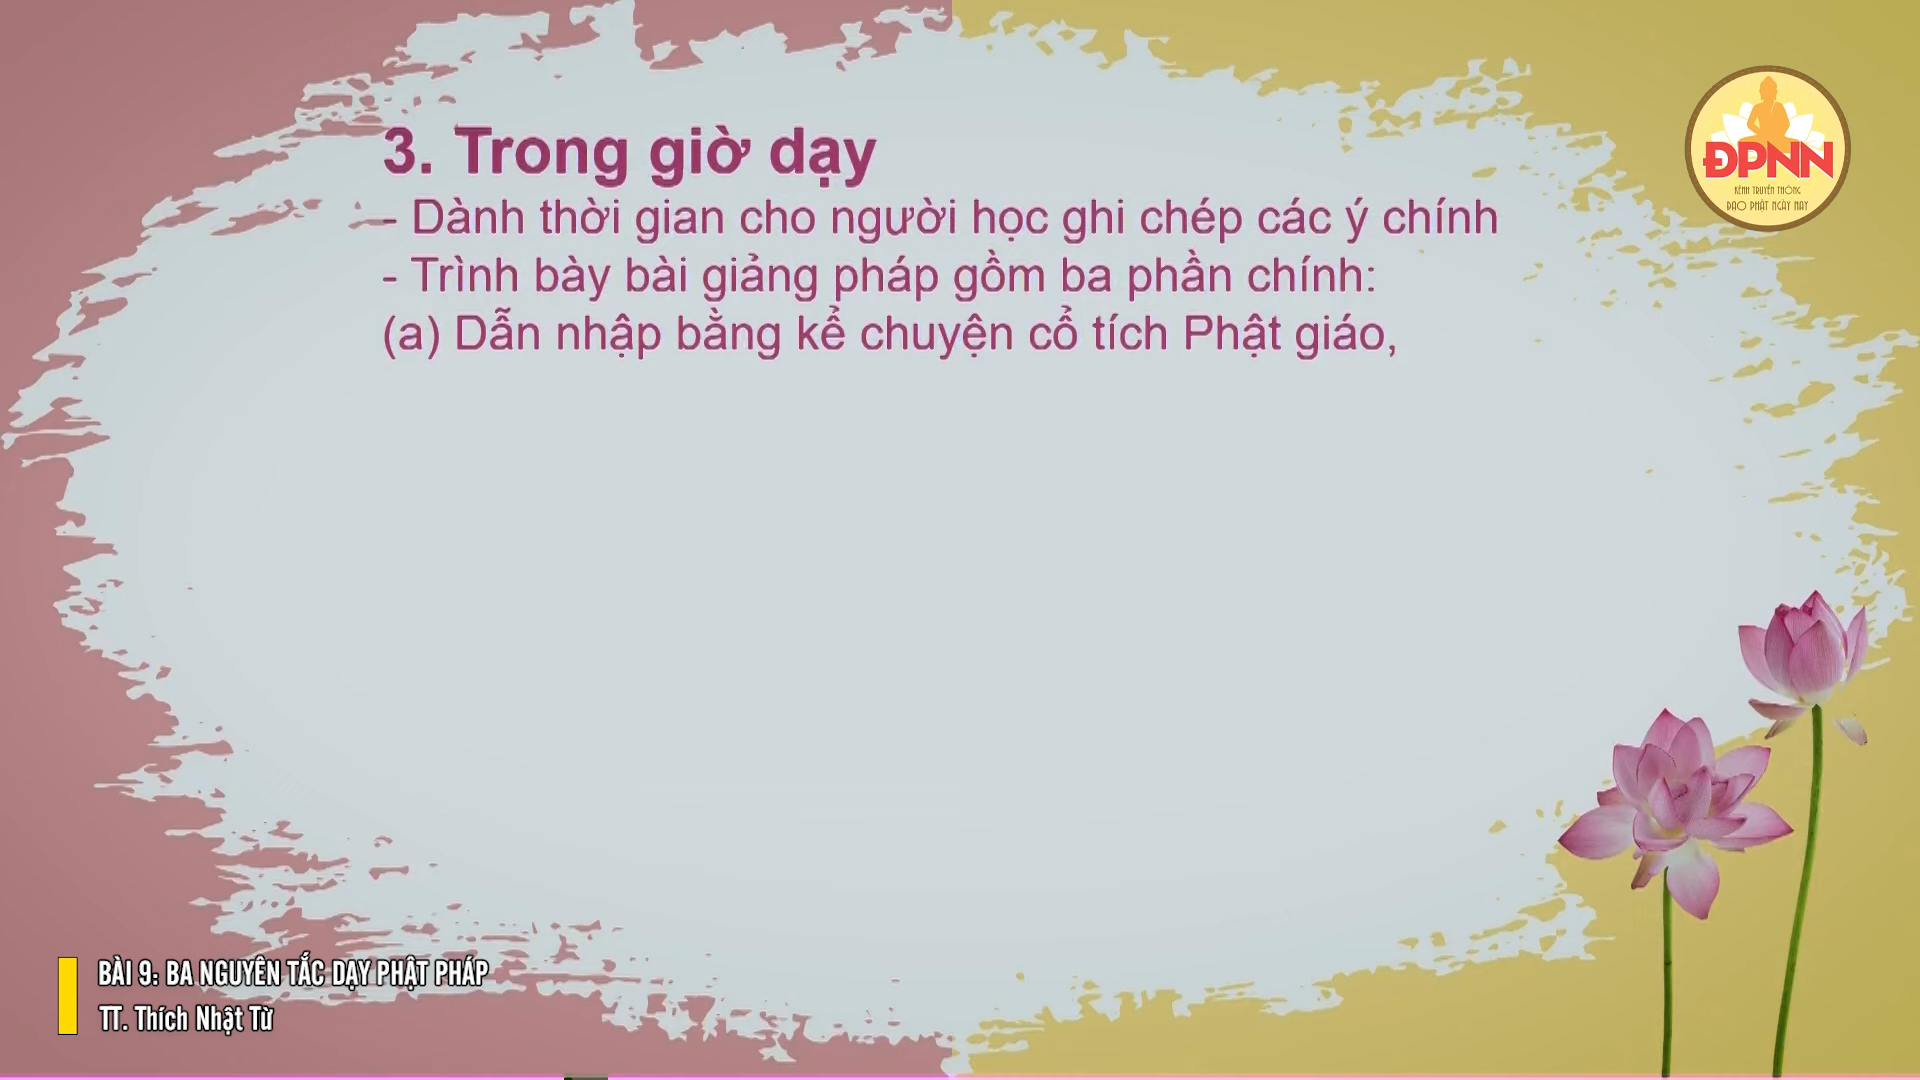 3. Trong giờ dạy
- Dành thời gian cho người học ghi chép các ý chính
- Trình bày bài giảng pháp gồm ba phần chính:
(a) Dẫn nhập bằng kể chuyện cổ tích Phật giáo,
ĐPNN
KÊNH TRUYỀN THÔNG
ĐẠO PHẬT NGÀY NAY
BÀI 9: BA NGUYÊN TẮC DẠY PHẬT PHÁP
TT. Thích Nhật Từ